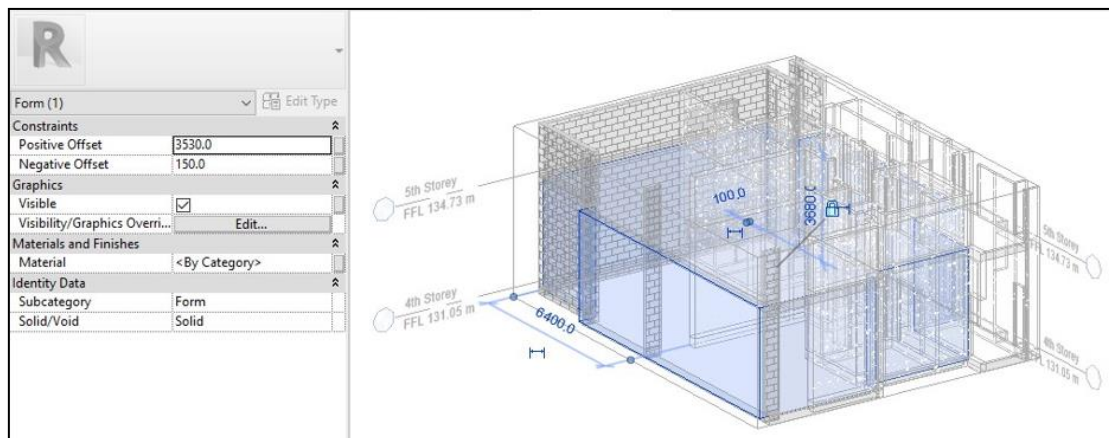 R
Form (1) Edit Type
Constraints
Positive Offset 3530.0
Negative Offset 150.0
Graphics
Visible
Visibility/Graphics Overri... Edit...
Materials and Finishes
Material <By Category>
Identity Data
Subcategory Form
Solid/Void Solid
5th Storey
FFL 134.73 m
4th Storey
FFL 131.05 m
6400.0
100.0
3680.0
5th Storey
134.73 m
4th Storey
131.05 m